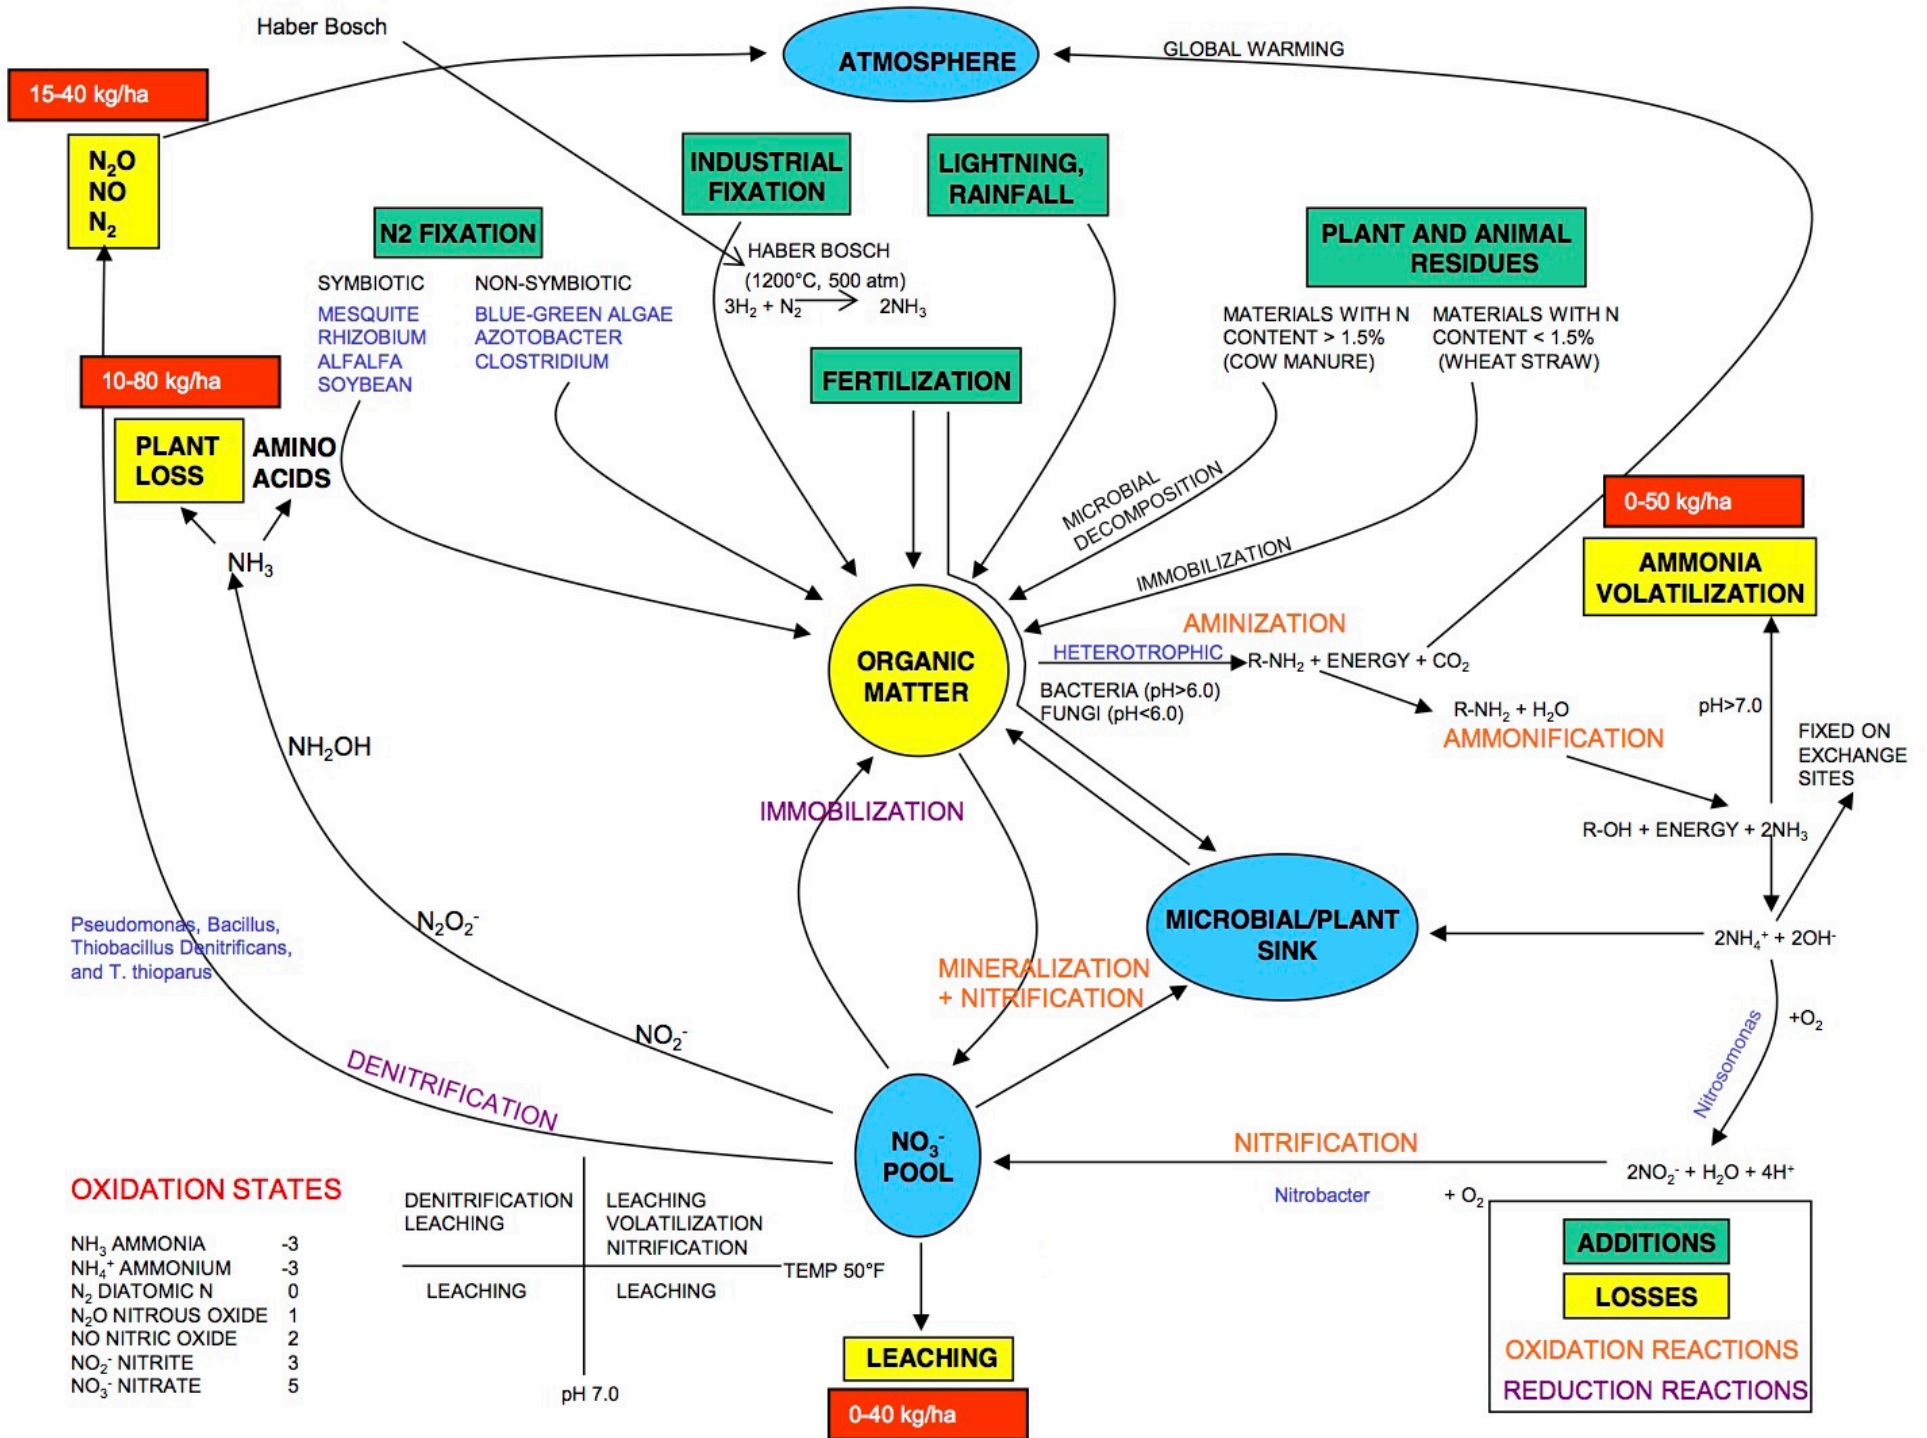 Haber Bosch
ATMOSPHERE
GLOBAL WARMING
15-40 kg/ha
N₂O
NO
N₂
INDUSTRIAL
FIXATION
LIGHTNING,
RAINFALL
N2 FIXATION
PLANT AND ANIMAL
RESIDUES
HABER BOSCH
(1200°C, 500 atm)
3H₂ + N₂ → 2NH₃
SYMBIOTIC
MESQUITE
RHIZOBIUM
ALFALFA
SOYBEAN
NON-SYMBIOTIC
BLUE-GREEN ALGAE
AZOTOBACTER
CLOSTRIDIUM
MATERIALS WITH N
CONTENT > 1.5%
(COW MANURE)
MATERIALS WITH N
CONTENT < 1.5%
(WHEAT STRAW)
FERTILIZATION
10-80 kg/ha
PLANT
LOSS
AMINO
ACIDS
NH₃
MICROBIAL
DECOMPOSITION
IMMOBILIZATION
0-50 kg/ha
AMMONIA
VOLATILIZATION
ORGANIC
MATTER
AMINIZATION
HETEROTROPHIC
R-NH₂ + ENERGY + CO₂
BACTERIA (pH>6.0)
FUNGI (pH<6.0)
R-NH₂ + H₂O
AMMONIFICATION
pH>7.0
FIXED ON
EXCHANGE
SITES
NH₂OH
IMMOBILIZATION
R-OH + ENERGY + 2NH₃
N₂O₂⁻
Pseudomonas, Bacillus,
Thiobacillus Denitrificans,
and T. thioparus
MICROBIAL/PLANT
SINK
2NH₄⁺ + 2OH⁻
MINERALIZATION
+ NITRIFICATION
NO₂⁻
+O₂
Nitrosomonas
DENITRIFICATION
NO₃⁻
POOL
NITRIFICATION
2NO₂⁻ + H₂O + 4H⁺
Nitrobacter
+ O₂
OXIDATION STATES
NH₃ AMMONIA -3
NH₄⁺ AMMONIUM -3
N₂ DIATOMIC N 0
N₂O NITROUS OXIDE 1
NO NITRIC OXIDE 2
NO₂⁻ NITRITE 3
NO₃⁻ NITRATE 5
DENITRIFICATION
LEACHING
LEACHING
VOLATILIZATION
NITRIFICATION
TEMP 50°F
LEACHING
LEACHING
pH 7.0
LEACHING
0-40 kg/ha
ADDITIONS
LOSSES
OXIDATION REACTIONS
REDUCTION REACTIONS